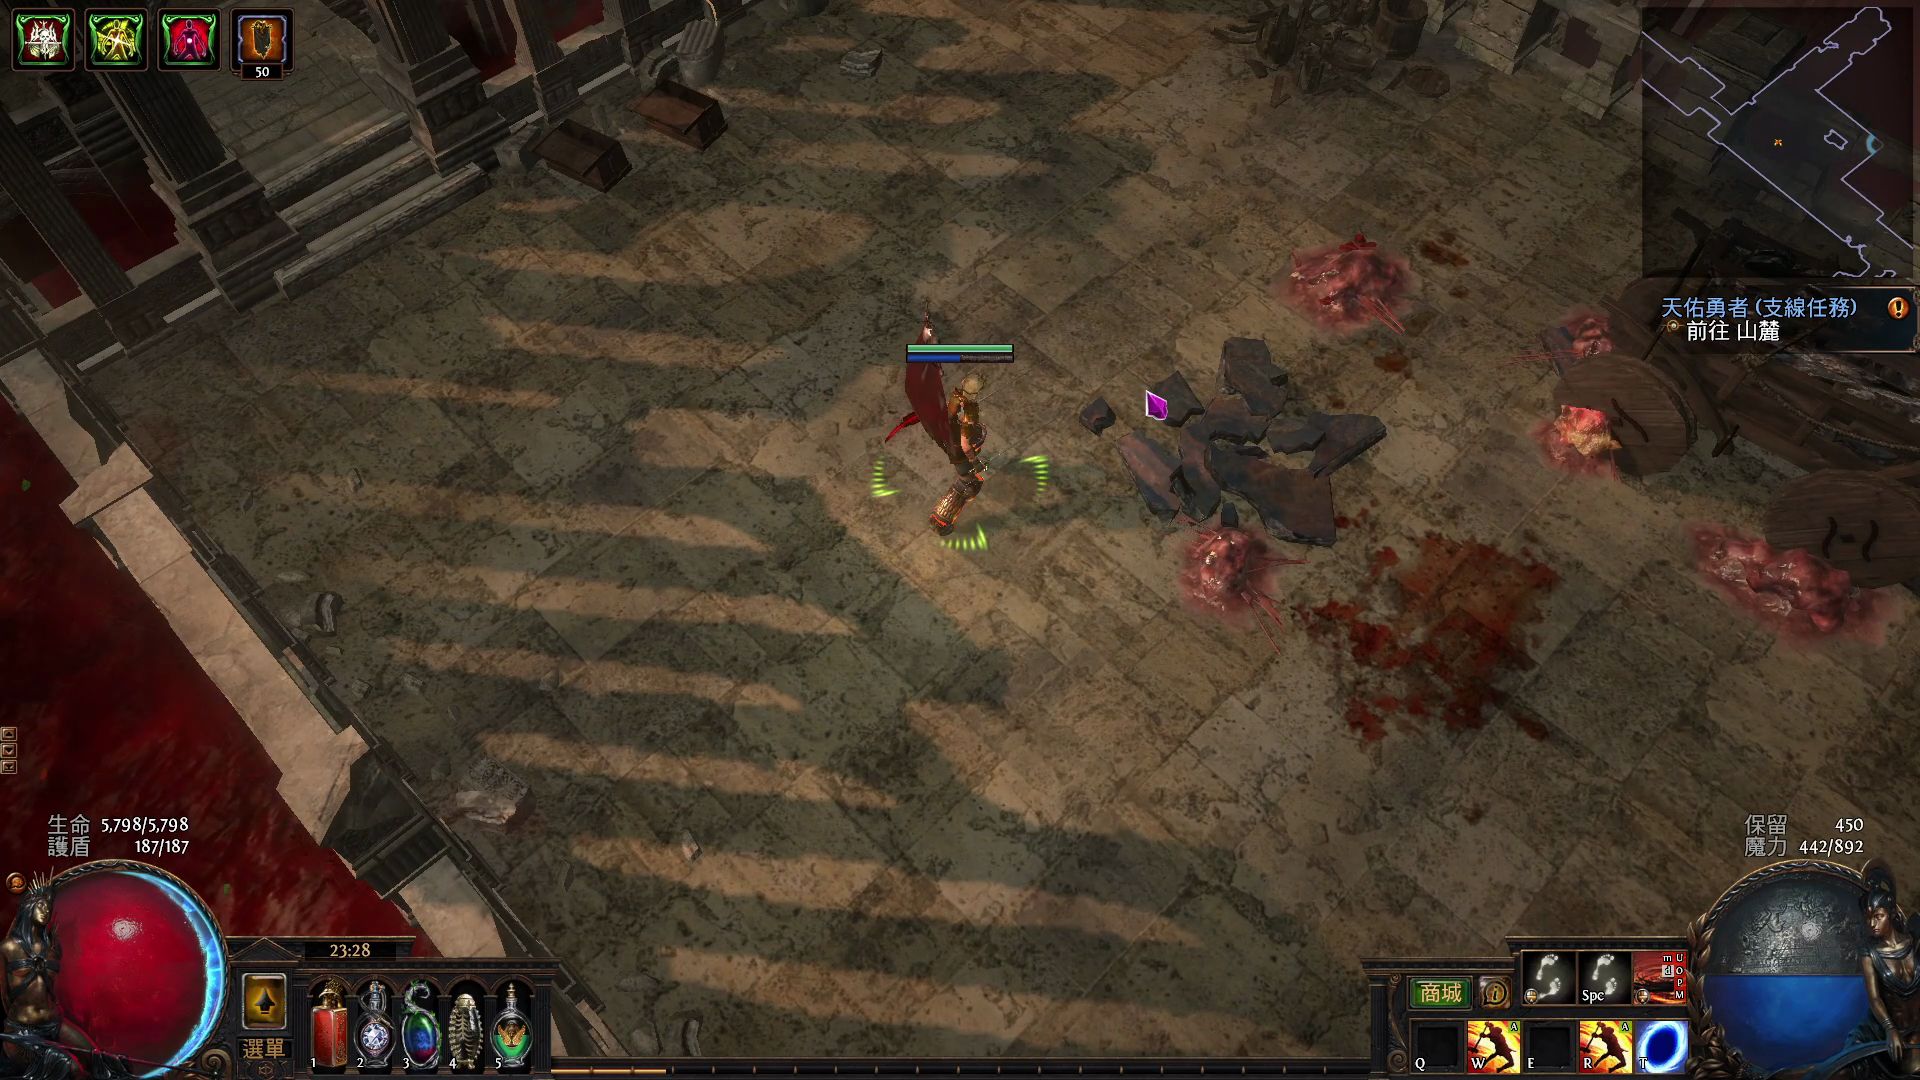 50
天佑勇者 (支線任務)
前往 山麓
生命 5,798/5,798
護盾 187/187
保留 450
魔力 442/892
23:28
選單
1 2 3 4 5
商城
Spc
m U
d O
P
M
A A
Q W E R T